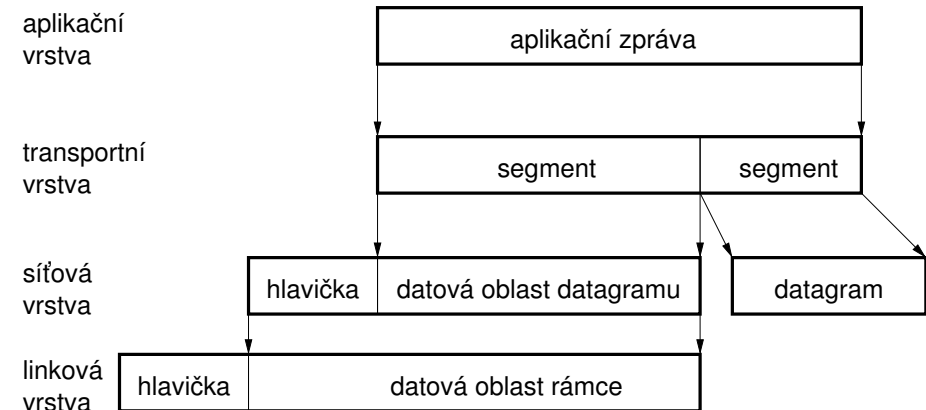 aplikační
vrstva
aplikační zpráva
transportní
vrstva
segment
segment
síťová
vrstva
hlavička
datová oblast datagramu
datagram
linková
vrstva
hlavička
datová oblast rámce